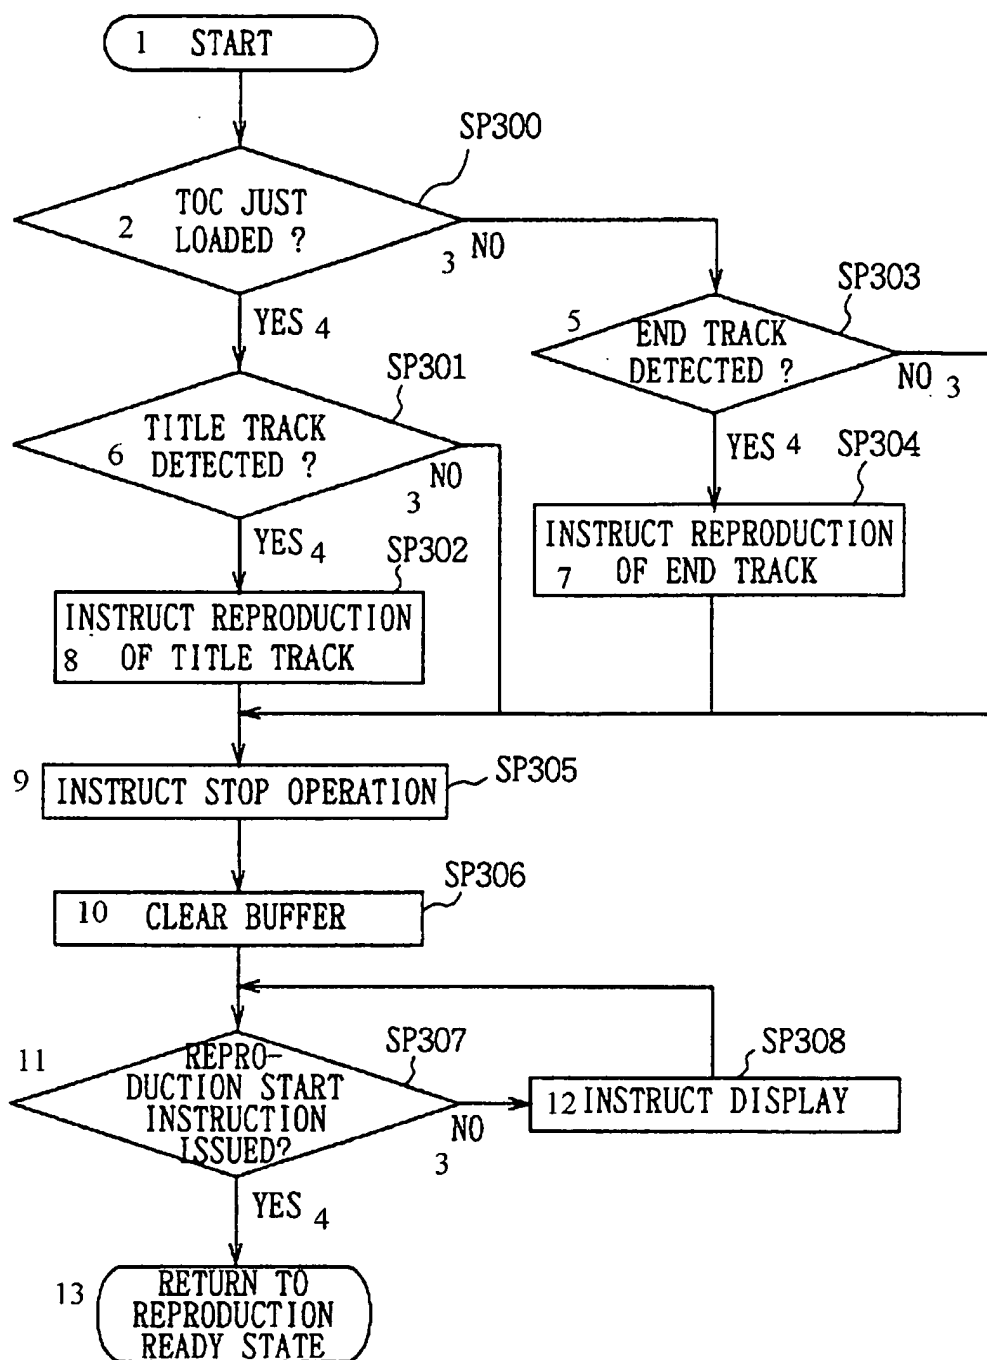 1 START
SP300
2 TOC JUST
LOADED ?
3 NO
YES 4
SP303
5 END TRACK
DETECTED ?
NO 3
YES 4
SP301
TITLE TRACK
6 DETECTED ?
3 NO
YES 4
SP304
INSTRUCT REPRODUCTION
7 OF END TRACK
SP302
INSTRUCT REPRODUCTION
8 OF TITLE TRACK
9 INSTRUCT STOP OPERATION
SP305
SP306
10 CLEAR BUFFER
SP307
11 REPRO-
DUCTION START
INSTRUCTION
ISSUED?
NO
3
SP308
12 INSTRUCT DISPLAY
YES 4
13 RETURN TO
REPRODUCTION
READY STATE